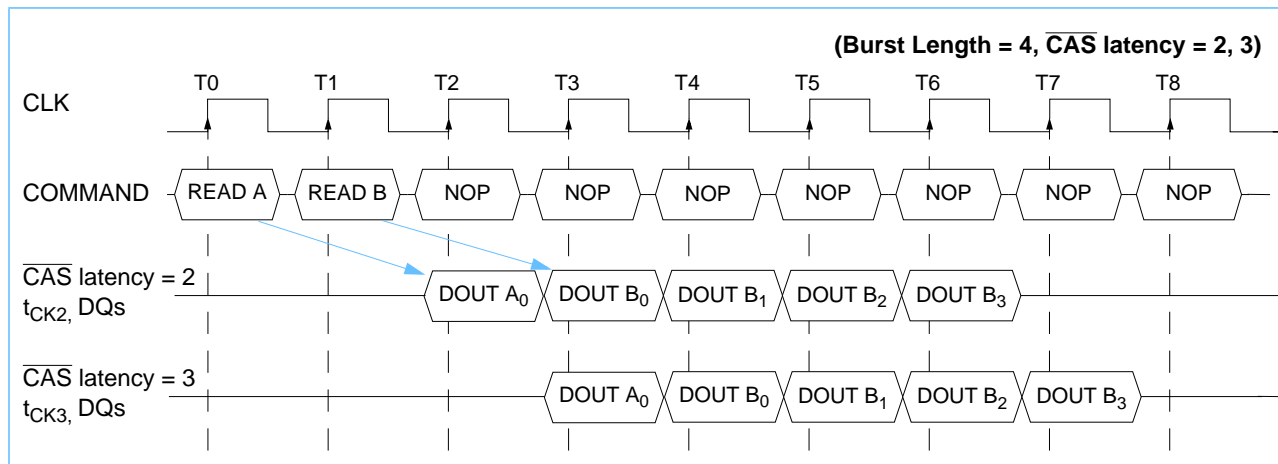 (Burst Length = 4, CAS latency = 2, 3)
T0 T1 T2 T3 T4 T5 T6 T7 T8
CLK
COMMAND READ A READ B NOP NOP NOP NOP NOP NOP NOP
CAS latency = 2
tCK2, DQs
DOUT A0 DOUT B0 DOUT B1 DOUT B2 DOUT B3
CAS latency = 3
tCK3, DQs
DOUT A0 DOUT B0 DOUT B1 DOUT B2 DOUT B3